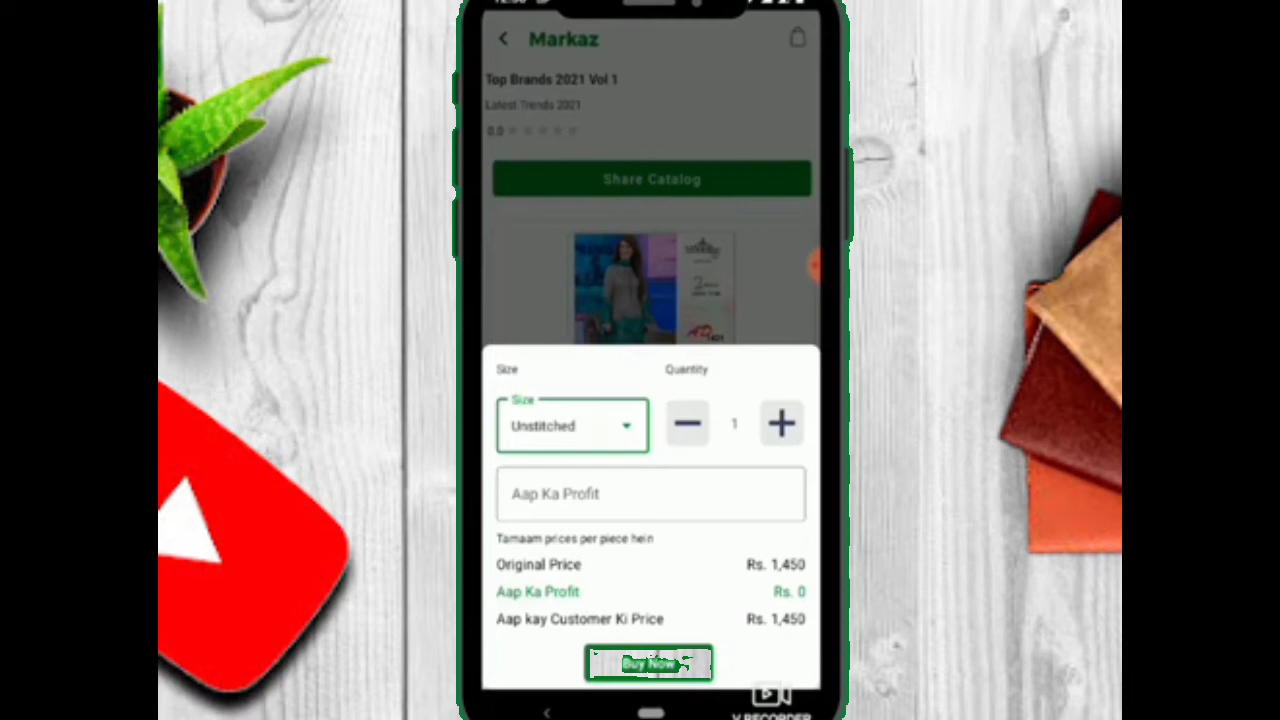 Markaz
Top Brands 2021 Vol 1
Latest Trends 2021
0.0
Share Catalog
Size
Quantity
Size
Unstitched
1
Aap Ka Profit
Tamaam prices per piece hein
Original Price
Rs. 1,450
Aap Ka Profit
Rs. 0
Aap kay Customer Ki Price
Rs. 1,450
Buy Now
V RECORDER